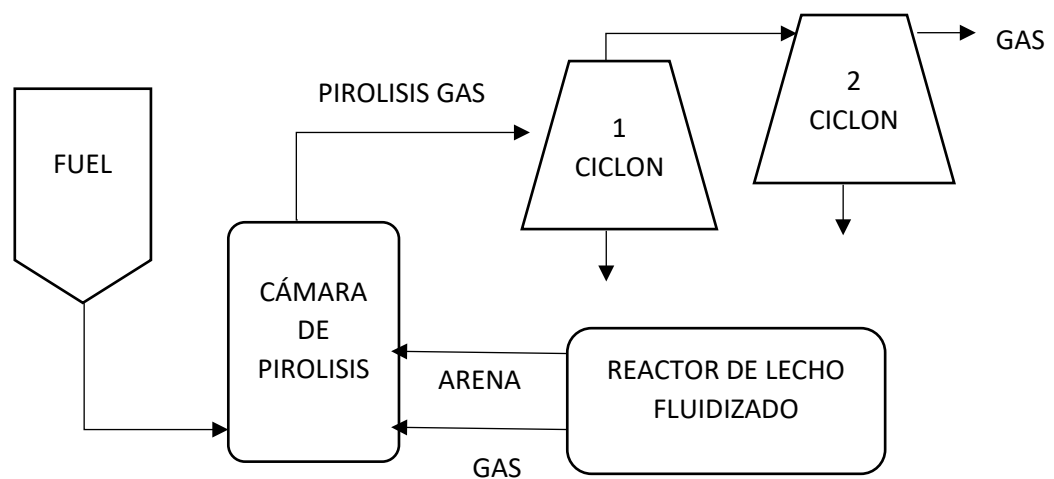 FUEL
PIROLISIS GAS
1
CICLON
2
CICLON
GAS
CÁMARA
DE
PIROLISIS
ARENA
GAS
REACTOR DE LECHO
FLUIDIZADO